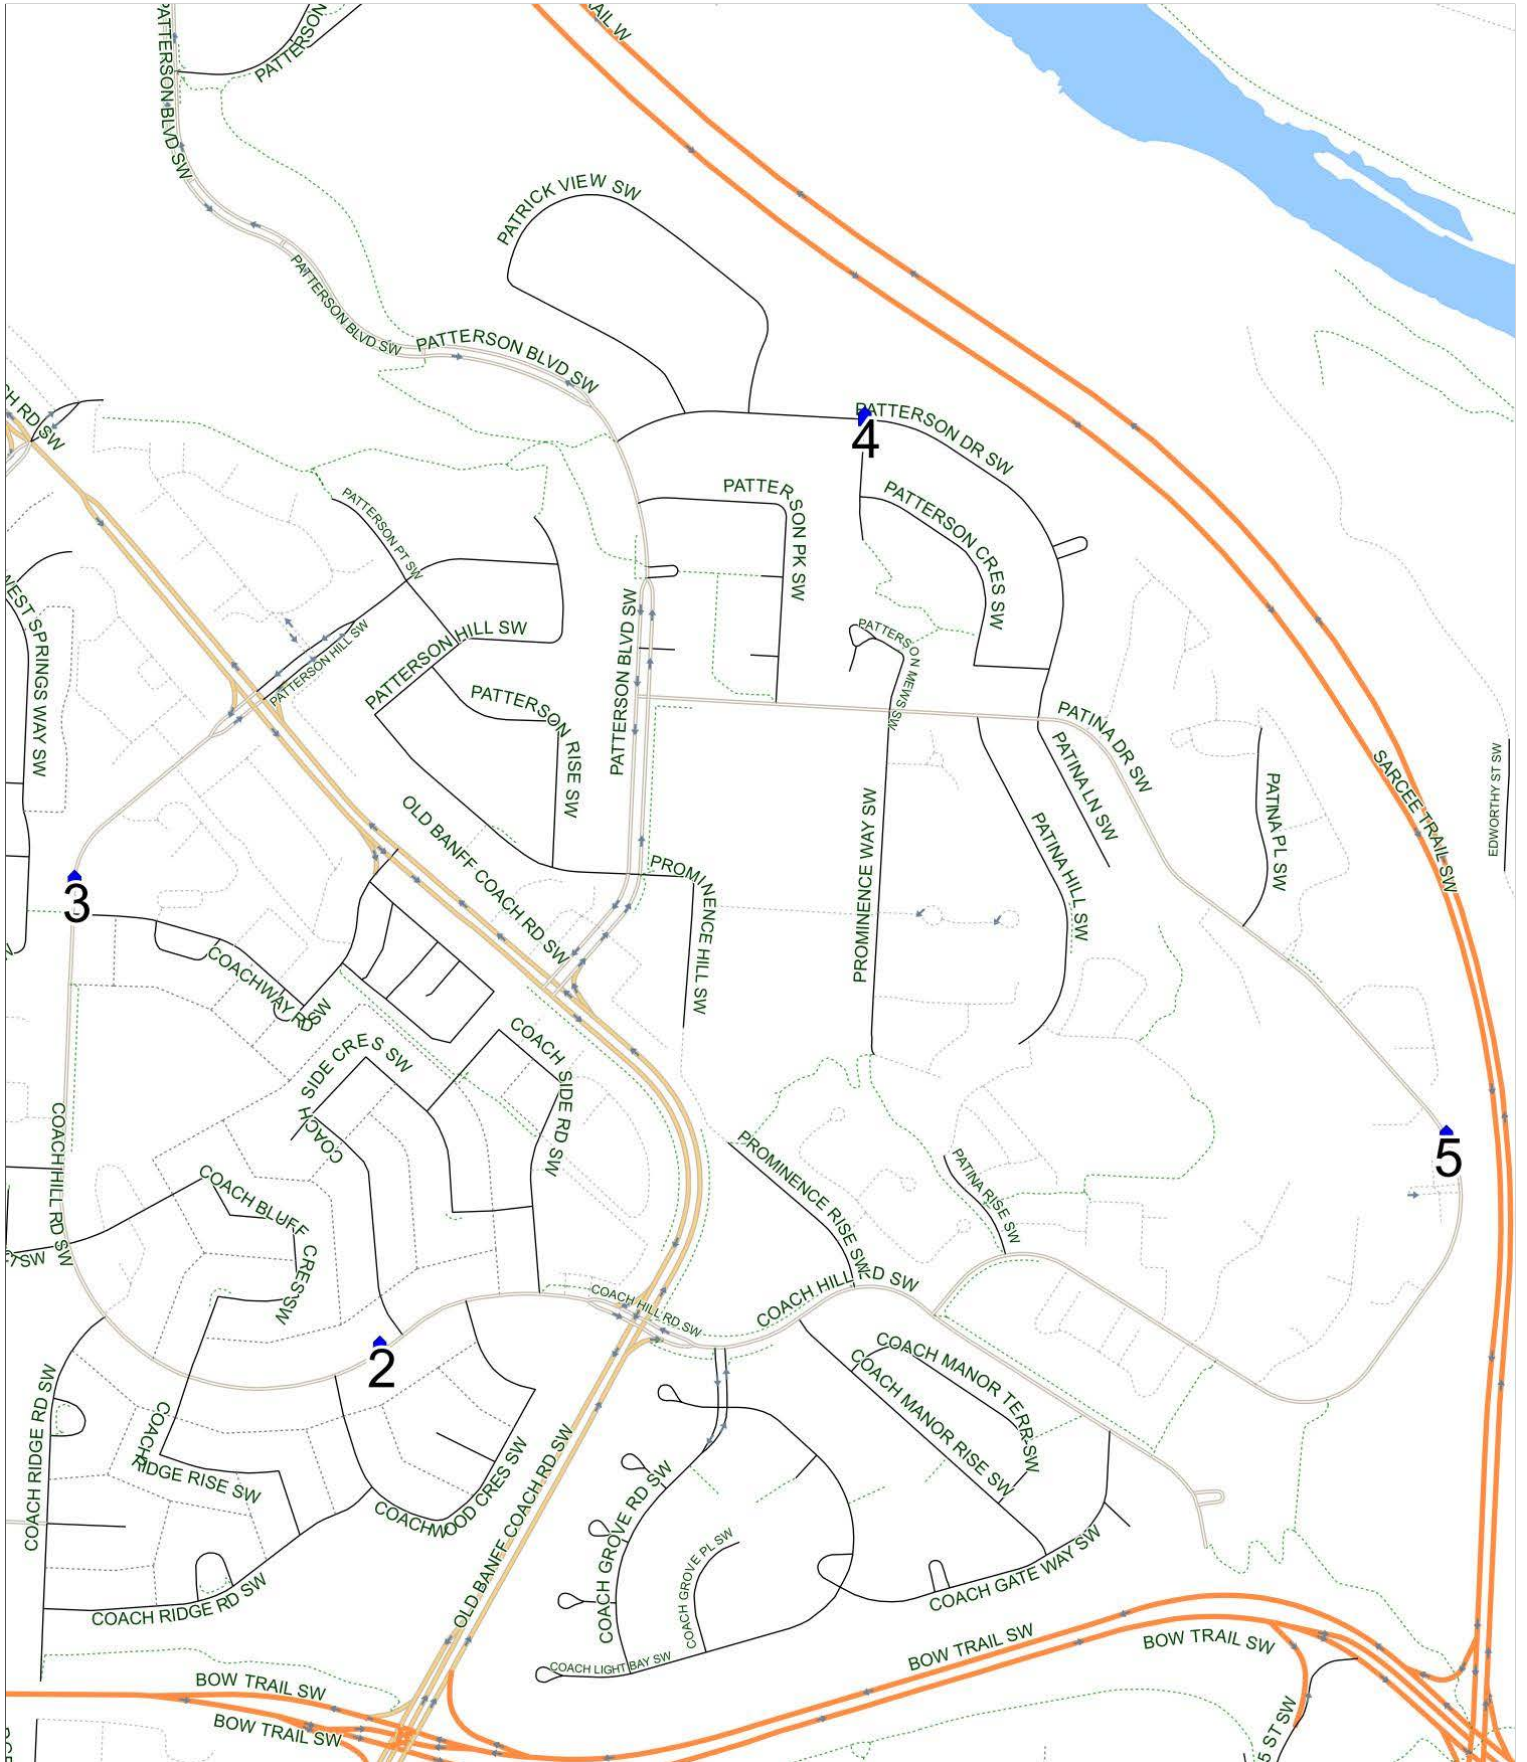 PATTERSON BLVD SW
PATTERSON
PATRICK VIEW SW
PATTERSON BLVD SW
PATTERSON BLVD SW
PATTERSON DR SW
4
PATTERSON PK SW
PATTERSON CRES SW
PATTERSON PT SW
PATTERSON HILL SW
PATTERSON HILL SW
PATTERSON BLVD SW
PATTERSON MEWS SW
PATTERSON RISE SW
PATINA DR SW
PATINA LN SW
PATINA HILL SW
PATINA PL SW
SARCEE TRAIL SW
EDWORTHY ST SW
OLD BANFF COACH RD SW
PROMINENCE HILL SW
PROMINENCE WAY SW
3
COACHWAY RD SW
COACH SIDE CRES SW
COACH SIDE RD SW
COACH HILL RD SW
COACH BLUFF CRES SW
PROMINENCE RISE SW
PATINA RISE SW
5
COACH HILL RD SW
COACH HILL RD SW
2
COACH MANOR TERR SW
COACH MANOR RISE SW
COACH RIDGE RD SW
COACH RIDGE RISE SW
COACHWOOD CRES SW
OLD BANFF COACH RD SW
COACH GROVE RD SW
COACH GROVE PL SW
COACH GATE WAY SW
COACH RIDGE RD SW
COACH LIGHT BAY SW
BOW TRAIL SW
BOW TRAIL SW
BOW TRAIL SW
BOW TRAIL SW